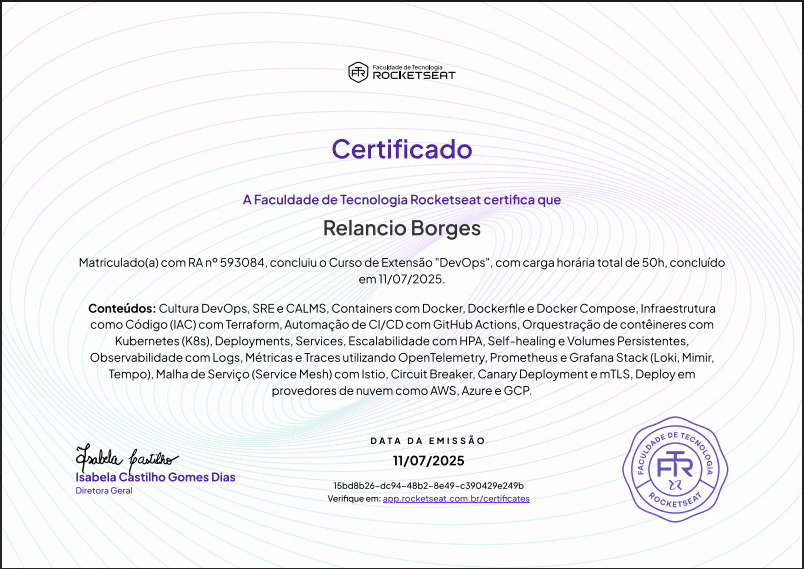 Faculdade de Tecnologia
ROCKETSEAT
Certificado
A Faculdade de Tecnologia Rocketseat certifica que
Relancio Borges
Matriculado(a) com RA nº 593084, concluiu o Curso de Extensão "DevOps", com carga horária total de 50h, concluído
em 11/07/2025.
Conteúdos: Cultura DevOps, SRE e CALMS, Containers com Docker, Dockerfile e Docker Compose, Infraestrutura
como Código (IAC) com Terraform, Automação de CI/CD com GitHub Actions, Orquestração de contêineres com
Kubernetes (K8s), Deployments, Services, Escalabilidade com HPA, Self-healing e Volumes Persistentes,
Observabilidade com Logs, Métricas e Traces utilizando OpenTelemetry, Prometheus e Grafana Stack (Loki, Mimir,
Tempo), Malha de Serviço (Service Mesh) com Istio, Circuit Breaker, Canary Deployment e mTLS, Deploy em
provedores de nuvem como AWS, Azure e GCP.
Isabela Castilho
Isabela Castilho Gomes Dias
Diretora Geral
DATA DA EMISSÃO
11/07/2025
15bd8b26-dc94-48b2-8e49-c390429e249b
Verifique em: app.rocketseat.com.br/certificates
FACULDADE DE TECNOLOGIA
FTR
ROCKETSEAT